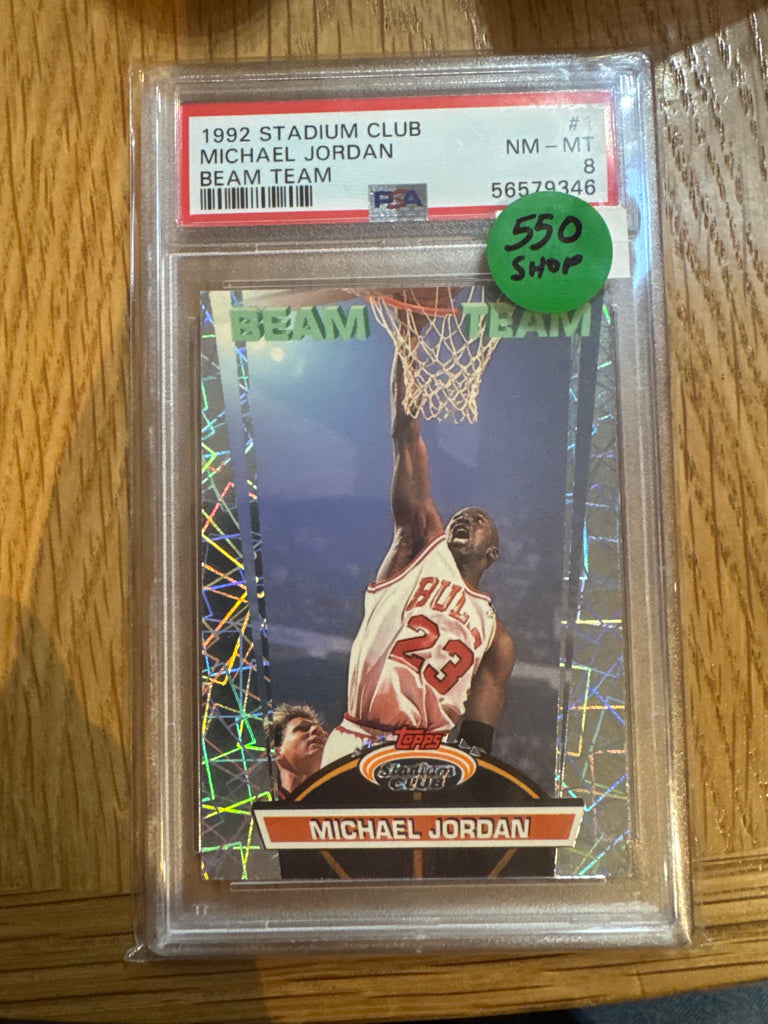 1992 STADIUM CLUB #1
MICHAEL JORDAN NM - MT
BEAM TEAM 8
PSA 56579346
550
SHOP
BEAM TEAM
BULLS
23
Topps
Stadium
CLUB
MICHAEL JORDAN